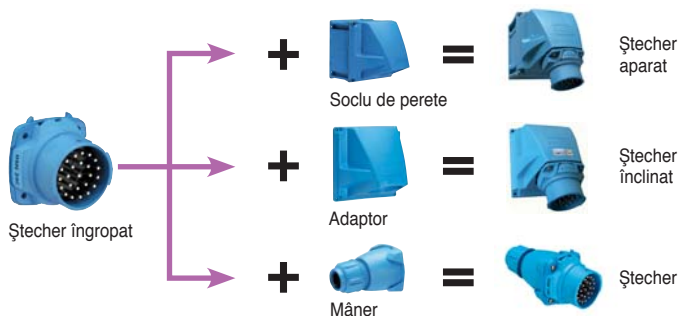 Ştecher îngropat
Soclu de perete
Ştecher
aparat
Adaptor
Ştecher
înclinat
Mâner
Ştecher